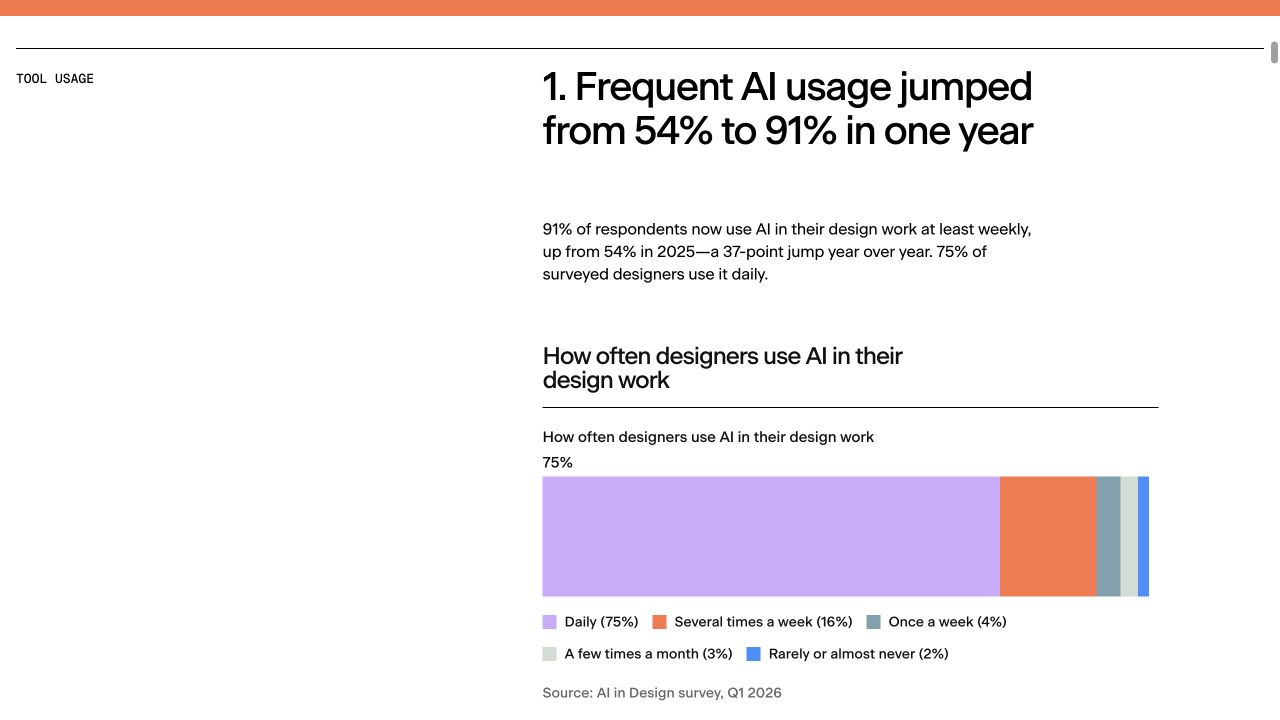 TOOL USAGE
1. Frequent AI usage jumped
from 54% to 91% in one year
91% of respondents now use AI in their design work at least weekly,
up from 54% in 2025—a 37-point jump year over year. 75% of
surveyed designers use it daily.
How often designers use AI in their
design work
How often designers use AI in their design work
75%
Daily (75%) Several times a week (16%) Once a week (4%)
A few times a month (3%) Rarely or almost never (2%)
Source: AI in Design survey, Q1 2026